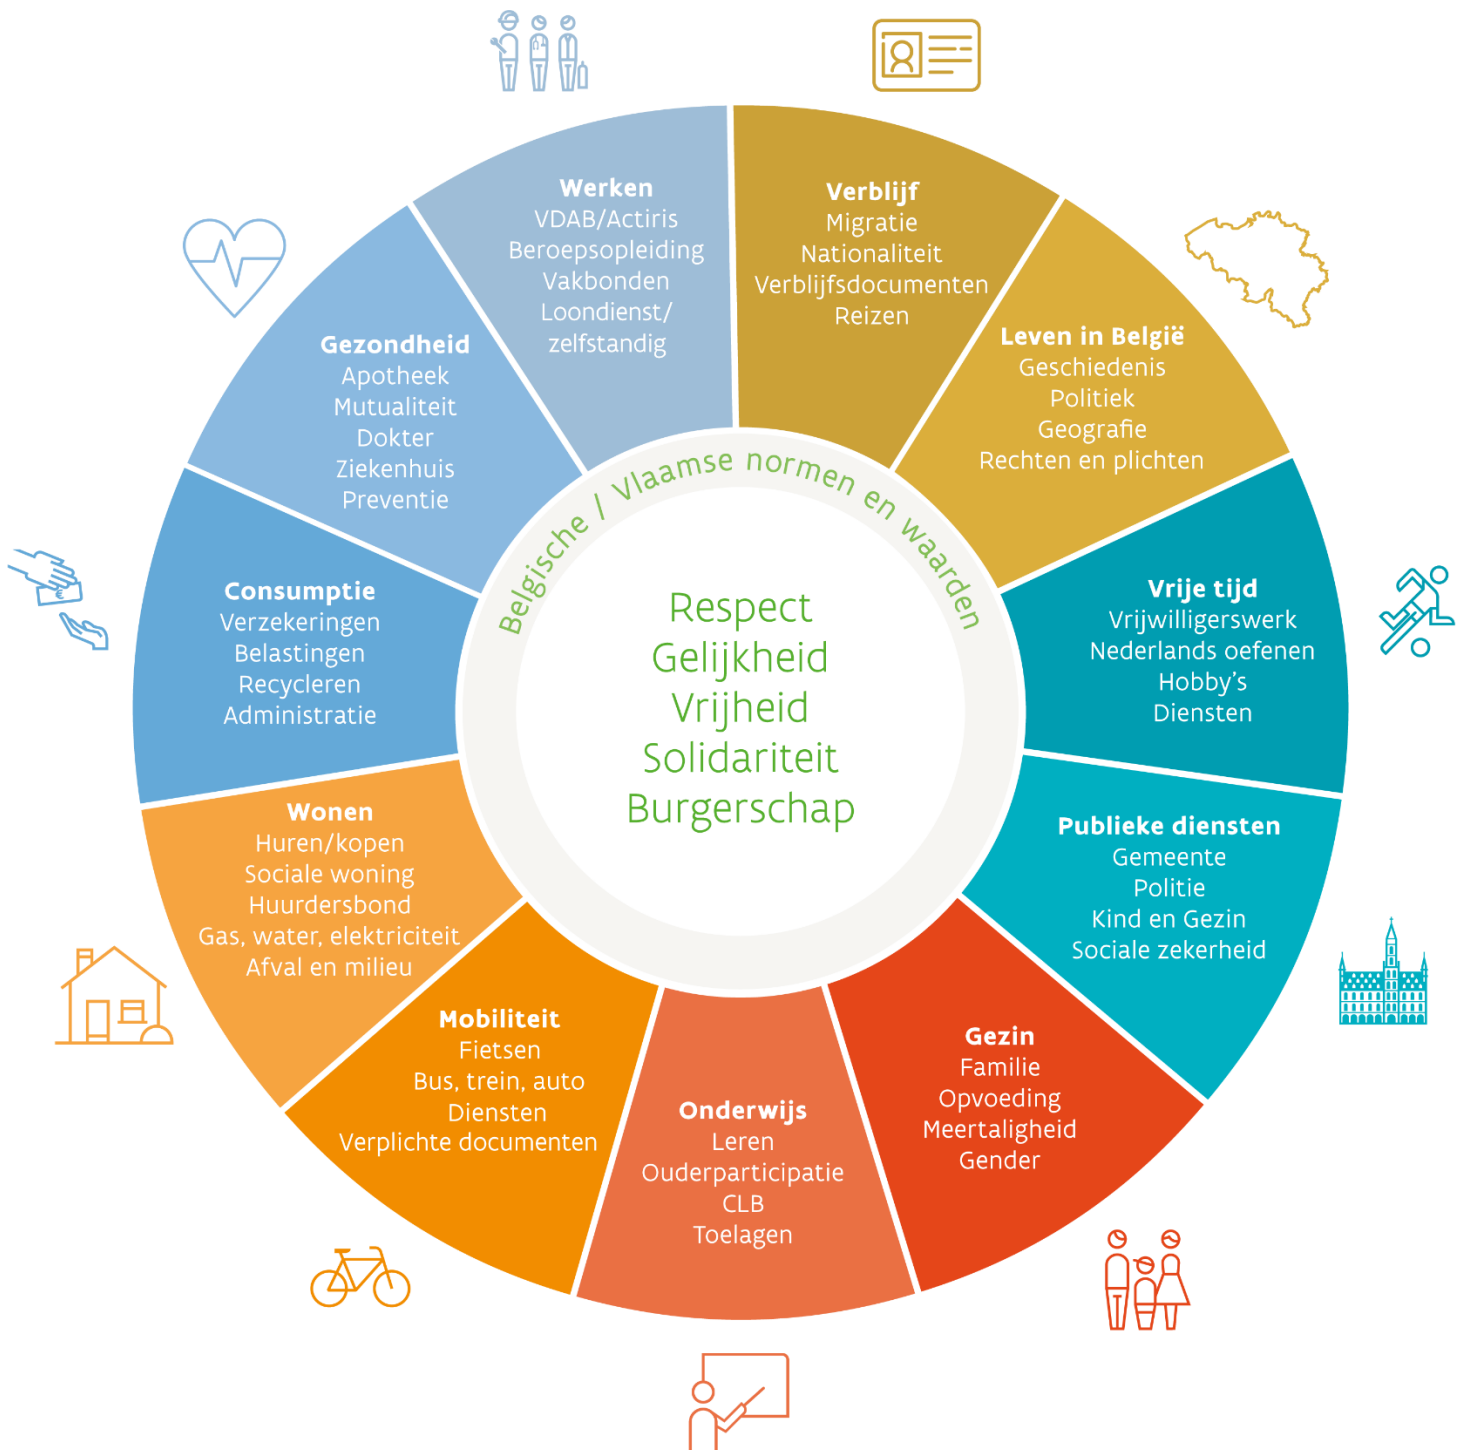 Werken
VDAB/Actiris
Beroepsopleiding
Vakbonden
Loondienst/
zelfstandig
Verblijf
Migratie
Nationaliteit
Verblijfsdocumenten
Reizen
Leven in België
Geschiedenis
Politiek
Geografie
Rechten en plichten
Vrije tijd
Vrijwilligerswerk
Nederlands oefenen
Hobby's
Diensten
Publieke diensten
Gemeente
Politie
Kind en Gezin
Sociale zekerheid
Gezin
Familie
Opvoeding
Meertaligheid
Gender
Onderwijs
Leren
Ouderparticipatie
CLB
Toelagen
Mobiliteit
Fietsen
Bus, trein, auto
Diensten
Verplichte documenten
Wonen
Huren/kopen
Sociale woning
Huurdersbond
Gas, water, elektriciteit
Afval en milieu
Consumptie
Verzekeringen
Belastingen
Recycleren
Administratie
Gezondheid
Apotheek
Mutualiteit
Dokter
Ziekenhuis
Preventie
Belgische / Vlaamse normen en waarden
Respect
Gelijkheid
Vrijheid
Solidariteit
Burgerschap
€